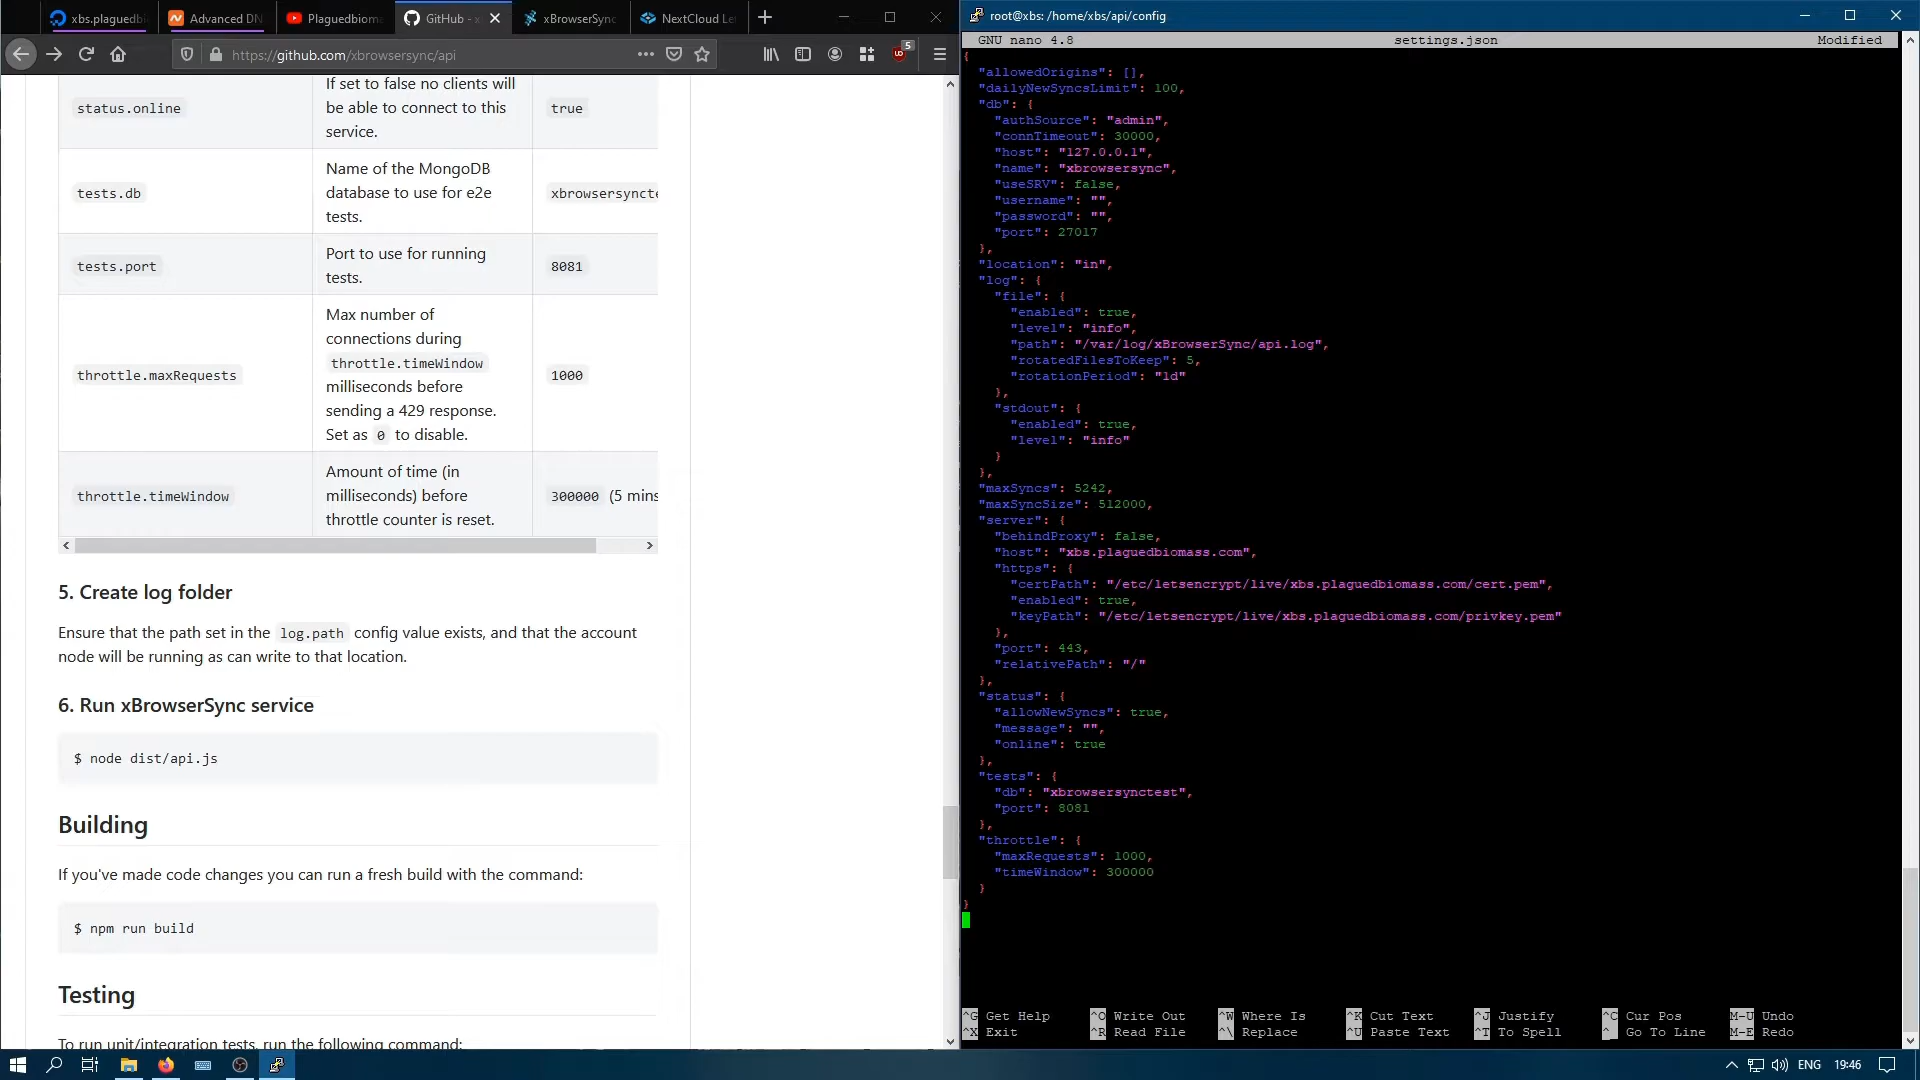 xbs.plaguedb
Advanced DN
Plaguedbiom
GitHub - x
xBrowserSync
NextCloud Le
https://github.com/xbrowsersync/api
5
status.online
If set to false no clients will
be able to connect to this
service.
true
tests.db
Name of the MongoDB
database to use for e2e
tests.
xbrowsersyncte
tests.port
Port to use for running
tests.
8081
throttle.maxRequests
Max number of
connections during
throttle.timeWindow
milliseconds before
sending a 429 response.
Set as 0 to disable.
1000
throttle.timeWindow
Amount of time (in
milliseconds) before
throttle counter is reset.
300000 (5 mins
5. Create log folder
Ensure that the path set in the log.path config value exists, and that the account
node will be running as can write to that location.
6. Run xBrowserSync service
$ node dist/api.js
Building
If you've made code changes you can run a fresh build with the command:
$ npm run build
Testing
To run unit/integration tests, run the following command:
root@xbs: /home/xbs/api/config
GNU nano 4.8 settings.json Modified
{
"allowedOrigins": [],
"dailyNewSyncsLimit": 100,
"db": {
"authSource": "admin",
"connTimeout": 30000,
"host": "127.0.0.1",
"name": "xbrowsersync",
"useSRV": false,
"username": "",
"password": "",
"port": 27017
},
"location": "in",
"log": {
"file": {
"enabled": true,
"level": "info",
"path": "/var/log/xBrowserSync/api.log",
"rotatedFilesToKeep": 5,
"rotationPeriod": "1d"
},
"stdout": {
"enabled": true,
"level": "info"
}
},
"maxSyncs": 5242,
"maxSyncSize": 512000,
"server": {
"behindProxy": false,
"host": "xbs.plaguedbiomass.com",
"https": {
"certPath": "/etc/letsencrypt/live/xbs.plaguedbiomass.com/cert.pem",
"enabled": true,
"keyPath": "/etc/letsencrypt/live/xbs.plaguedbiomass.com/privkey.pem"
},
"port": 443,
"relativePath": "/"
},
"status": {
"allowNewSyncs": true,
"message": "",
"online": true
},
"tests": {
"db": "xbrowsersynctest",
"port": 8081
},
"throttle": {
"maxRequests": 1000,
"timeWindow": 300000
}
}
^G Get Help ^O Write Out ^W Where Is ^K Cut Text ^J Justify ^C Cur Pos M-U Undo
^X Exit ^R Read File ^\ Replace ^U Paste Text ^T To Spell ^_ Go To Line M-E Redo
ENG 19:46